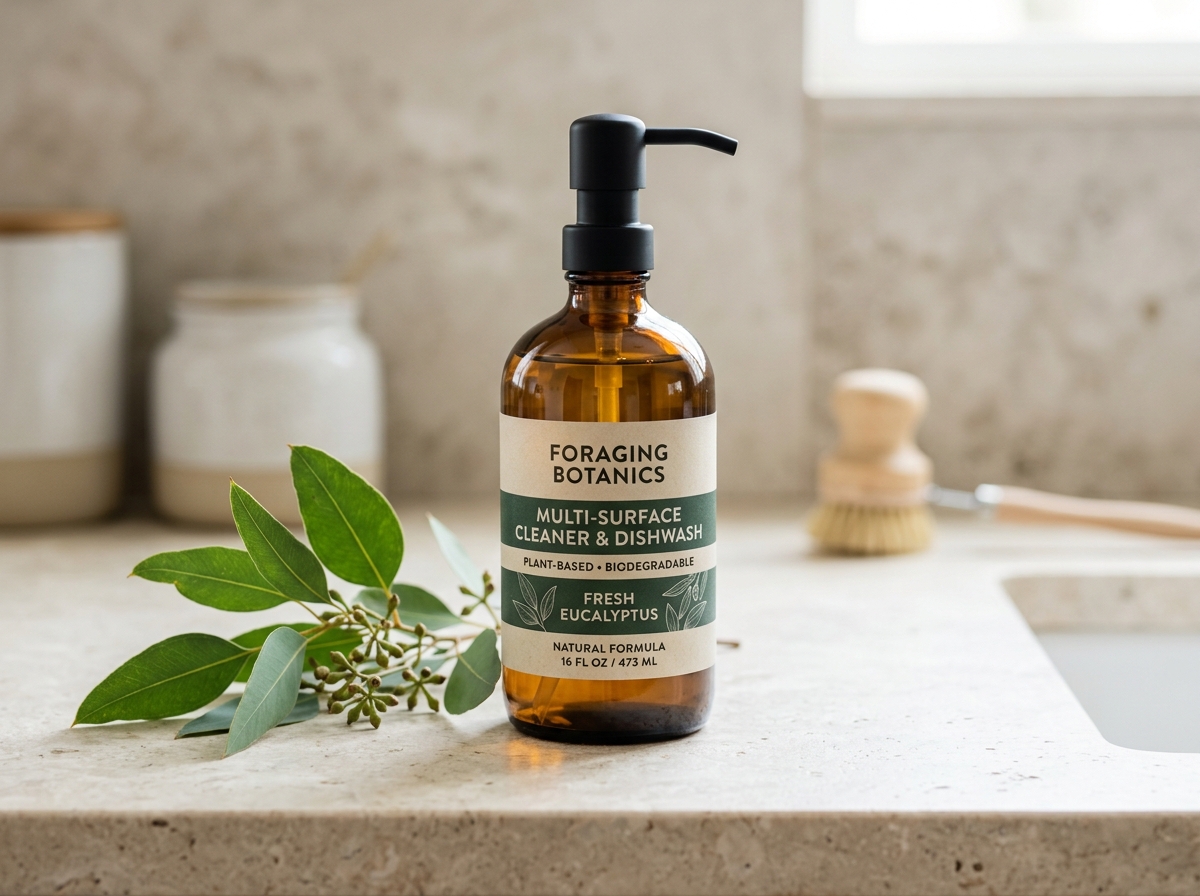 FORAGING
BOTANICS
MULTI-SURFACE
CLEANER & DISHWASH
PLANT-BASED • BIODEGRADABLE
FRESH
EUCALYPTUS
NATURAL FORMULA
16 FL OZ / 473 ML